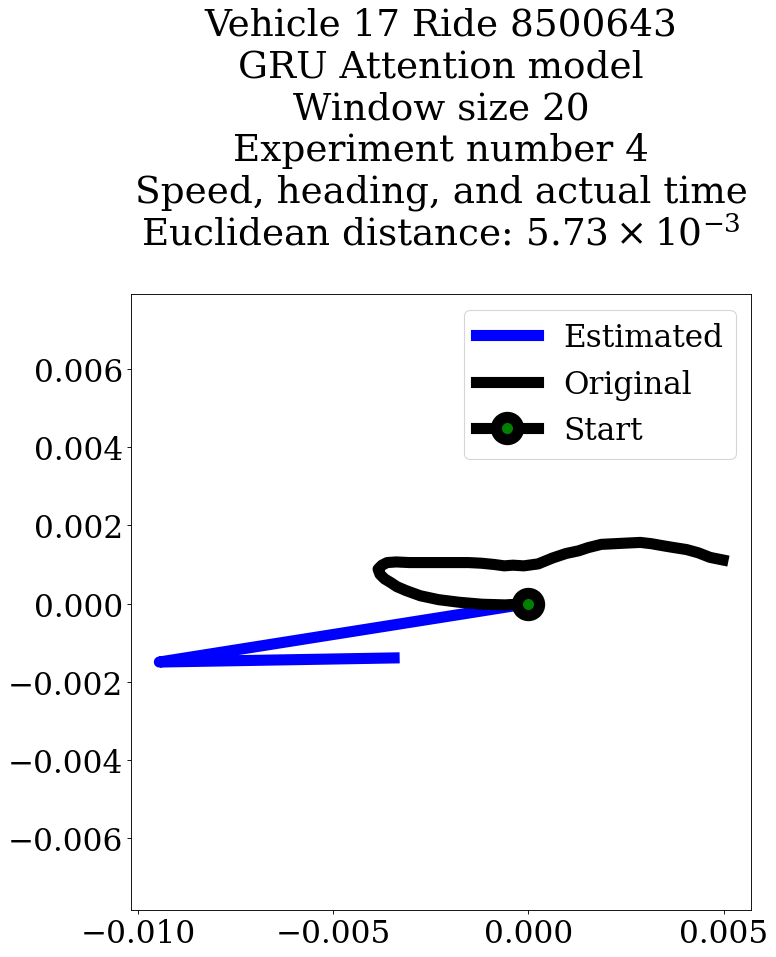 Vehicle 17 Ride 8500643
GRU Attention model
Window size 20
Experiment number 4
Speed, heading, and actual time
Euclidean distance: 5.73 × 10⁻³
Estimated
Original
Start
0.006
0.004
0.002
0.000
−0.002
−0.004
−0.006
−0.010
−0.005
0.000
0.005